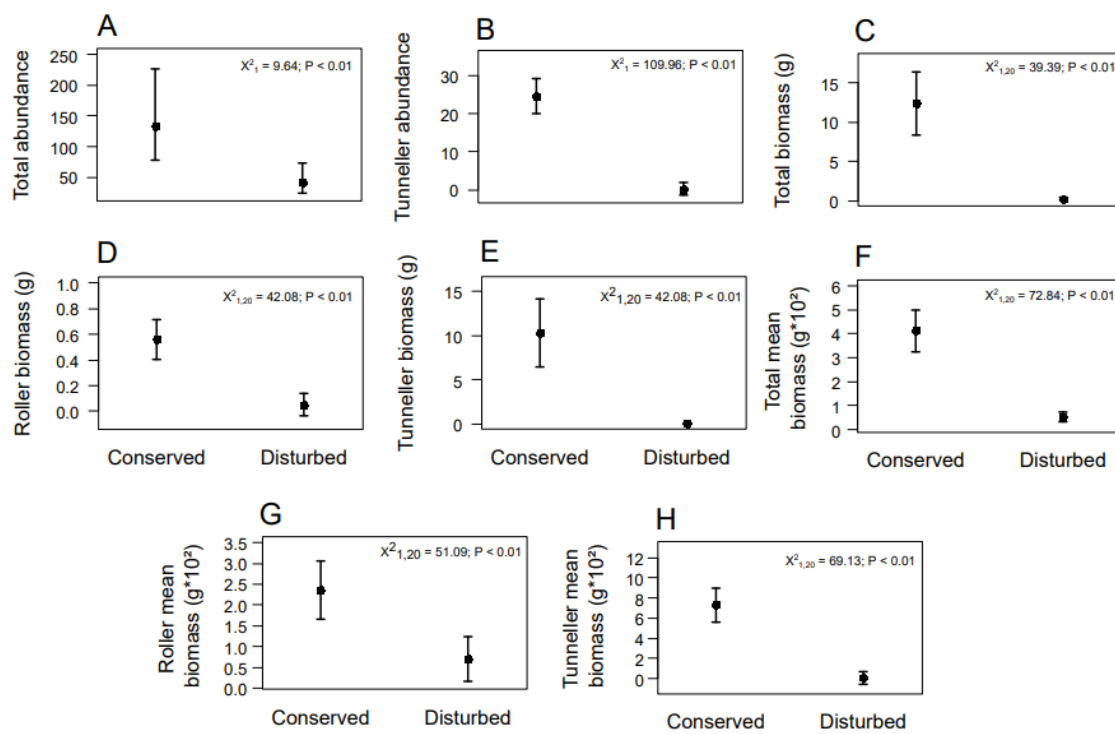 A
Total abundance
250
200
150
100
50
X²₁ = 9.64; P < 0.01
B
Tunneller abundance
30
20
10
0
X²₁ = 109.96; P < 0.01
C
Total biomass (g)
15
10
5
0
X²₁,₂₀ = 39.39; P < 0.01
D
Roller biomass (g)
1.0
0.8
0.6
0.4
0.2
0.0
X²₁,₂₀ = 42.08; P < 0.01
Conserved Disturbed
E
Tunneller biomass (g)
15
10
5
0
X²₁,₂₀ = 42.08; P < 0.01
Conserved Disturbed
F
Total mean
biomass (g*10²)
6
5
4
3
2
1
0
X²₁,₂₀ = 72.84; P < 0.01
Conserved Disturbed
G
Roller mean
biomass (g*10²)
3.5
3.0
2.5
2.0
1.5
1.0
0.5
0.0
X²₁,₂₀ = 51.09; P < 0.01
Conserved Disturbed
H
Tunneller mean
biomass (g*10²)
12
10
8
6
4
2
0
X²₁,₂₀ = 69.13; P < 0.01
Conserved Disturbed